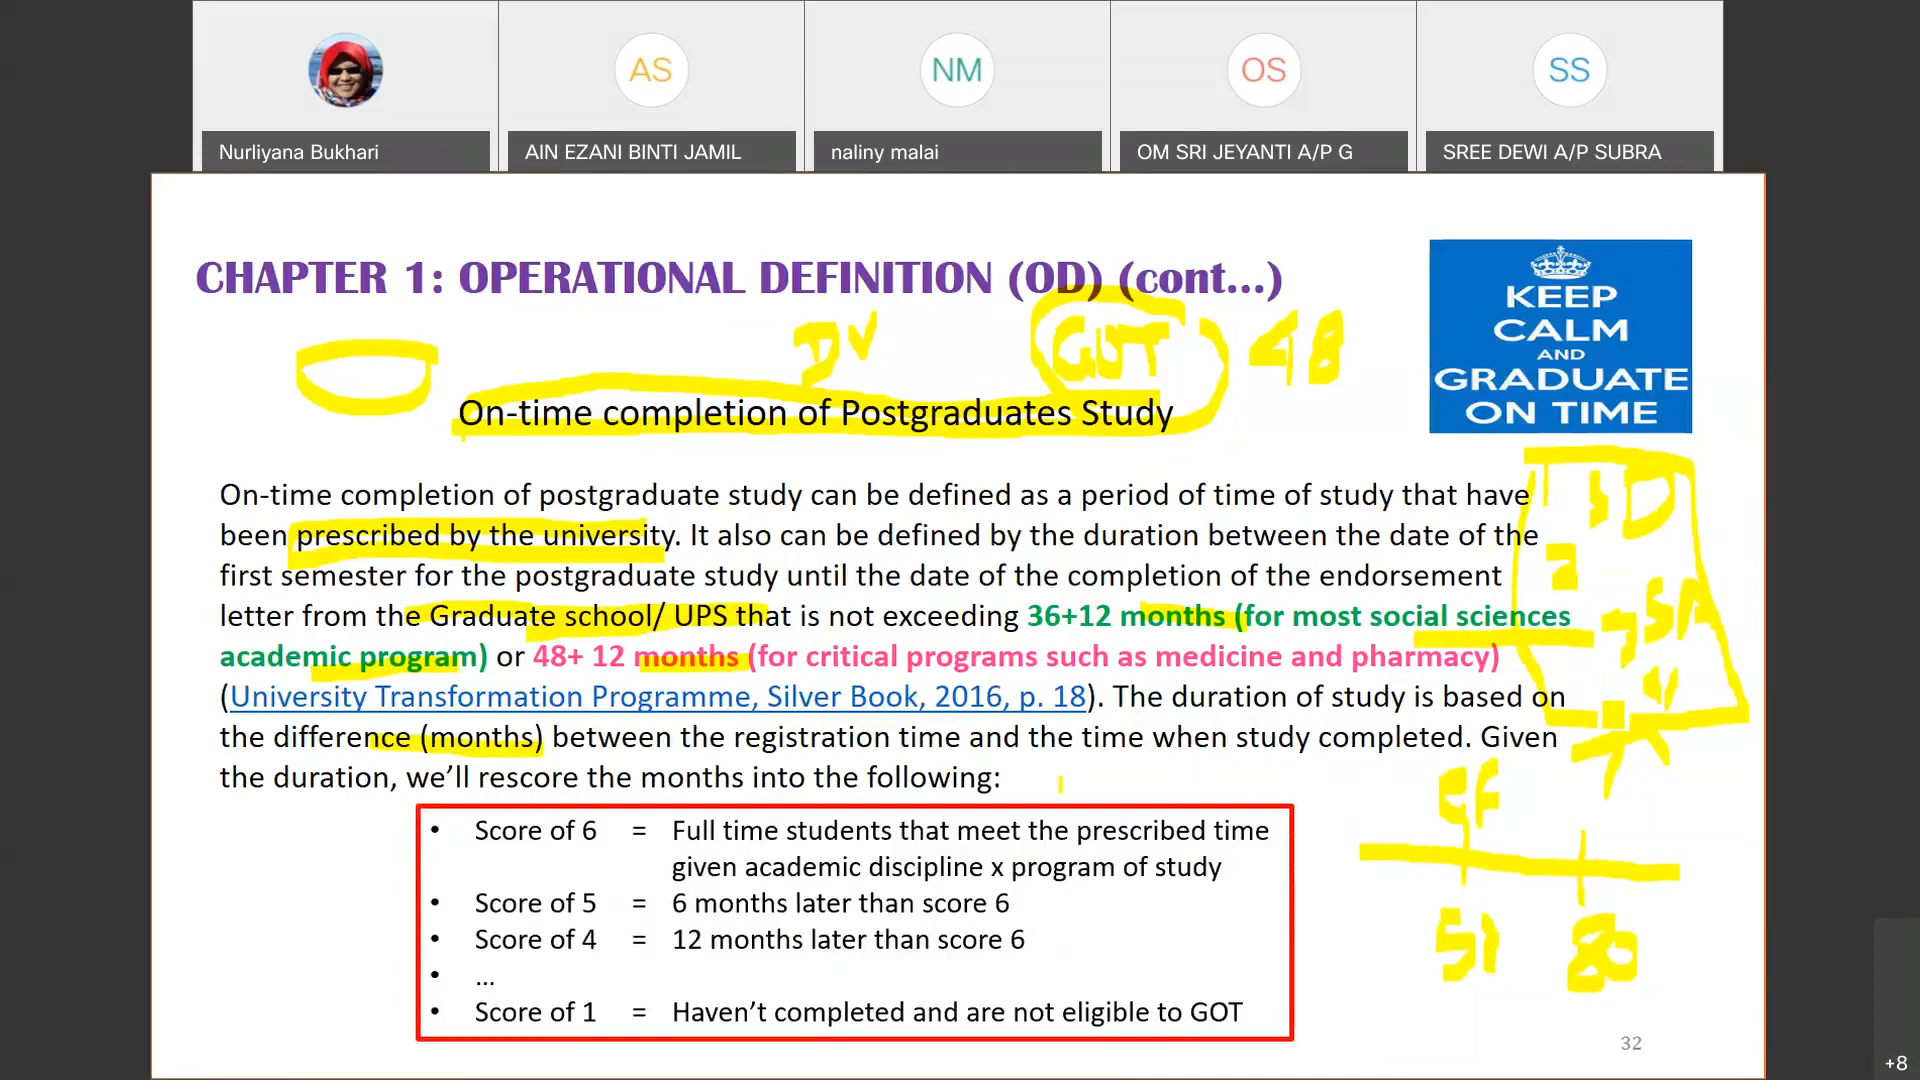 AS
NM
OS
SS
Nurliyana Bukhari
AIN EZANI BINTI JAMIL
naliny malai
OM SRI JEYANTI A/P G
SREE DEWI A/P SUBRA
CHAPTER 1: OPERATIONAL DEFINITION (OD) (cont...)
KEEP
CALM
AND
GRADUATE
ON TIME
DV
GOT
48
On-time completion of Postgraduates Study
On-time completion of postgraduate study can be defined as a period of time of study that have
been prescribed by the university. It also can be defined by the duration between the date of the
first semester for the postgraduate study until the date of the completion of the endorsement
letter from the Graduate school/ UPS that is not exceeding 36+12 months (for most social sciences
academic program) or 48+ 12 months (for critical programs such as medicine and pharmacy)
(University Transformation Programme, Silver Book, 2016, p. 18). The duration of study is based on
the difference (months) between the registration time and the time when study completed. Given
the duration, we’ll rescore the months into the following:
• Score of 6 = Full time students that meet the prescribed time
given academic discipline x program of study
• Score of 5 = 6 months later than score 6
• Score of 4 = 12 months later than score 6
• ...
• Score of 1 = Haven’t completed and are not eligible to GOT
51 80
32
+8